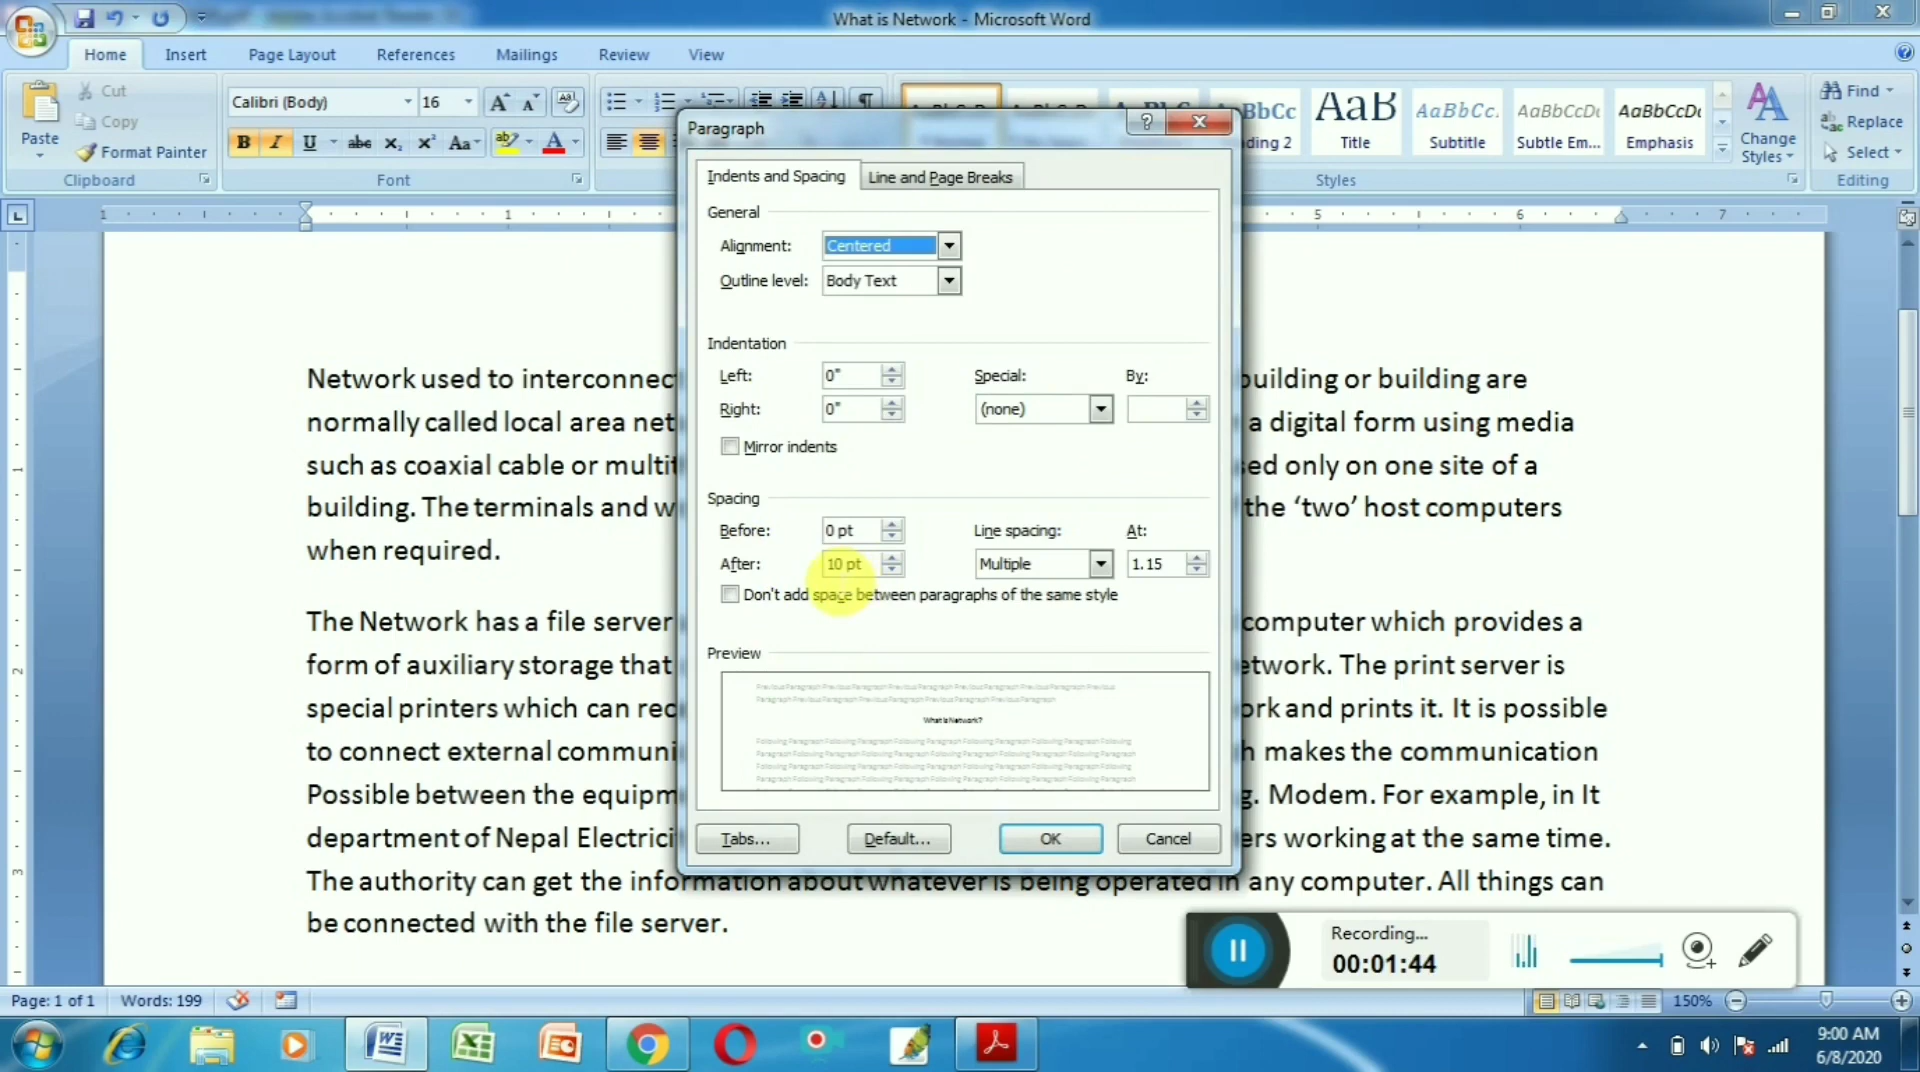 What is Network - Microsoft Word
Home Insert Page Layout References Mailings Review View
Paste
Cut
Copy
Format Painter
Clipboard
Calibri (Body) 16
B I U abc X₂ X² Aa
Font
Title
Subtitle
Subtle Em...
Emphasis
Change Styles
Styles
Find
Replace
Select
Editing
Paragraph
Indents and Spacing Line and Page Breaks
General
Alignment: Centered
Outline level: Body Text
Indentation
Left: 0" Special: By:
Right: 0" (none)
Mirror indents
Spacing
Before: 0 pt Line spacing: At:
After: 10 pt Multiple 1.15
Don't add space between paragraphs of the same style
Preview
What is Network?
Tabs... Default... OK Cancel
Network used to interconnec building or building are
normally called local area net a digital form using media
such as coaxial cable or multi ed only on one site of a
building. The terminals and w the ‘two’ host computers
when required.
The Network has a file server computer which provides a
form of auxiliary storage that etwork. The print server is
special printers which can rec ork and prints it. It is possible
to connect external communi h makes the communication
Possible between the equipm g. Modem. For example, in It
department of Nepal Electrici ers working at the same time.
The authority can get the information about whatever is being operated in any computer. All things can
be connected with the file server.
Recording...
00:01:44
Page: 1 of 1 Words: 199 150%
9:00 AM
6/8/2020